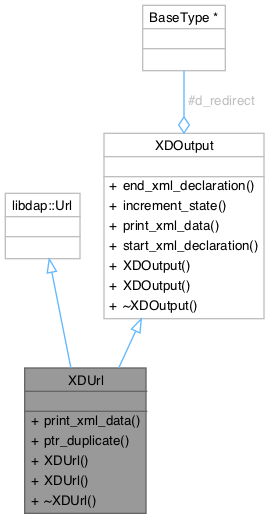 BaseType *
#d_redirect
XDOutput
+ end_xml_declaration()
+ increment_state()
+ print_xml_data()
+ start_xml_declaration()
+ XDOutput()
+ XDOutput()
+ ~XDOutput()
libdap::Url
XDUrl
+ print_xml_data()
+ ptr_duplicate()
+ XDUrl()
+ XDUrl()
+ ~XDUrl()